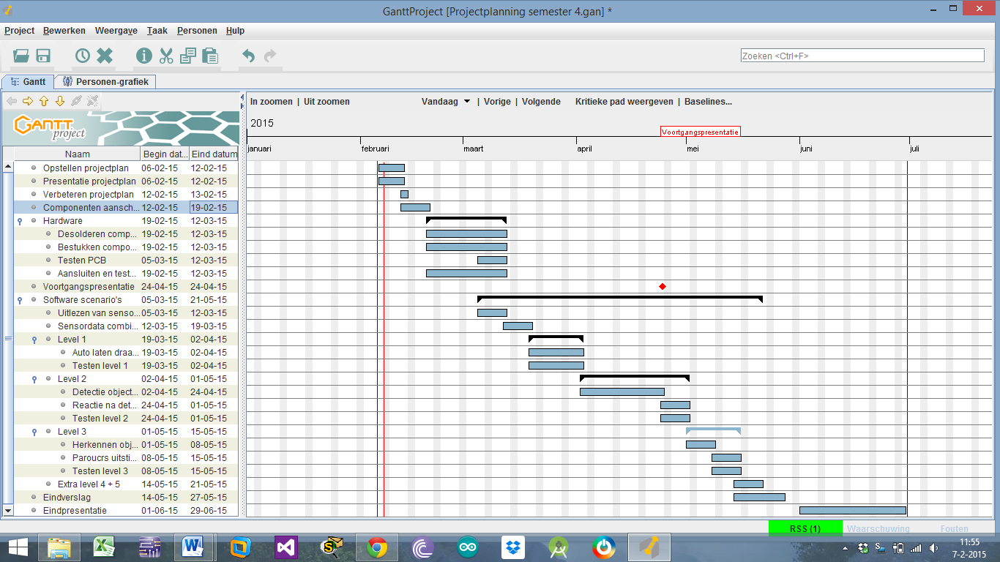 GanttProject [Projectplanning semester 4.gan] *
Project Bewerken Weergave Taak Personen Hulp
Zoeken <Ctrl+F>
Gantt Personen-grafiek
In zoomen | Uit zoomen Vandaag | Vorige | Volgende Kritieke pad weergeven | Baselines...
GANTT project
2015
Voortgangspresentatie
januari februari maart april mei juni juli
Naam Begin dat... Eind datum
Opstellen projectplan 06-02-15 12-02-15
Presentatie projectplan 06-02-15 12-02-15
Verbeteren projectplan 12-02-15 13-02-15
Componenten aansch... 12-02-15 19-02-15
Hardware 19-02-15 12-03-15
Desolderen comp... 19-02-15 12-03-15
Bestukken compo... 19-02-15 12-03-15
Testen PCB 05-03-15 12-03-15
Aansluiten en test... 19-02-15 12-03-15
Voortgangspresentatie 24-04-15 24-04-15
Software scenario's 05-03-15 21-05-15
Uitlezen van senso... 05-03-15 12-03-15
Sensordata combi... 12-03-15 19-03-15
Level 1 19-03-15 02-04-15
Auto laten draa... 19-03-15 02-04-15
Testen level 1 19-03-15 02-04-15
Level 2 02-04-15 01-05-15
Detectie object... 02-04-15 24-04-15
Reactie na det... 24-04-15 01-05-15
Testen level 2 24-04-15 01-05-15
Level 3 01-05-15 15-05-15
Herkennen obj... 01-05-15 08-05-15
Paroucrs uitsti... 08-05-15 15-05-15
Testen level 3 08-05-15 15-05-15
Extra level 4 + 5 14-05-15 21-05-15
Eindverslag 14-05-15 27-05-15
Eindpresentatie 01-06-15 29-06-15
RSS (1) Waarschuwing Fouten
11:55
7-2-2015